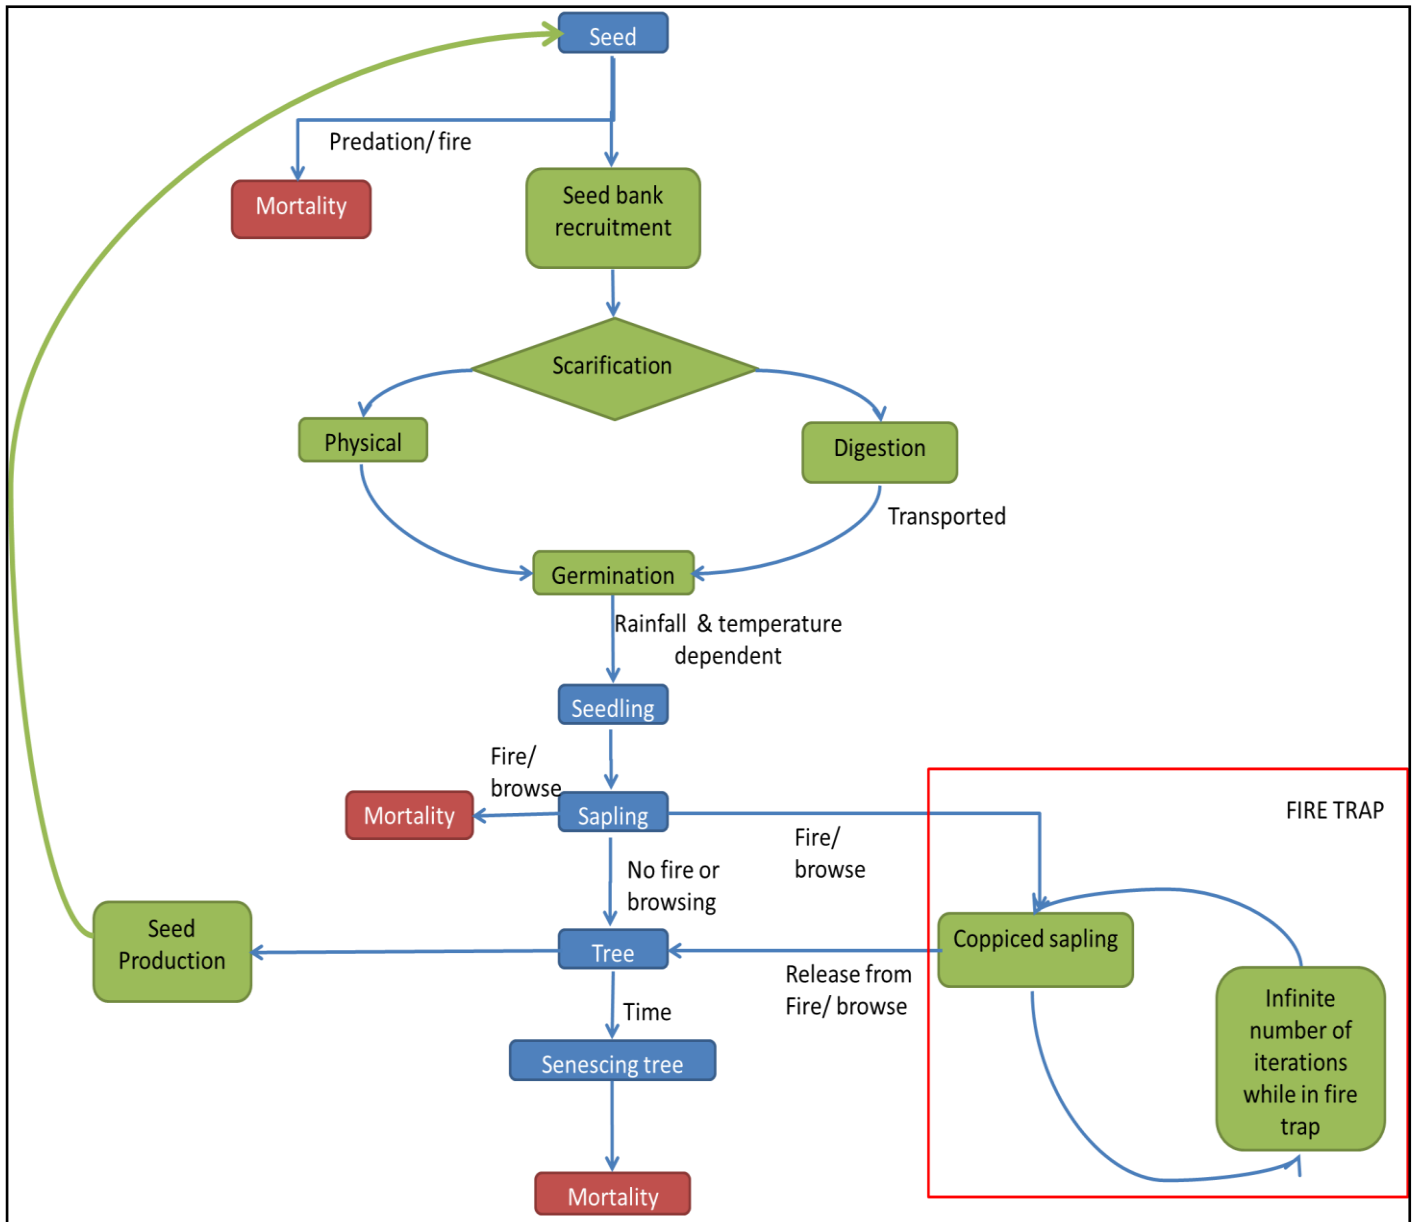 Seed
Predation/ fire
Mortality
Seed bank
recruitment
Scarification
Physical
Digestion
Transported
Germination
Rainfall & temperature
dependent
Seedling
Fire/
browse
Mortality
Sapling
Fire/
browse
FIRE TRAP
No fire or
browsing
Seed
Production
Tree
Coppiced sapling
Release from
Fire/ browse
Infinite
number of
iterations
while in fire
trap
Time
Senescing tree
Mortality